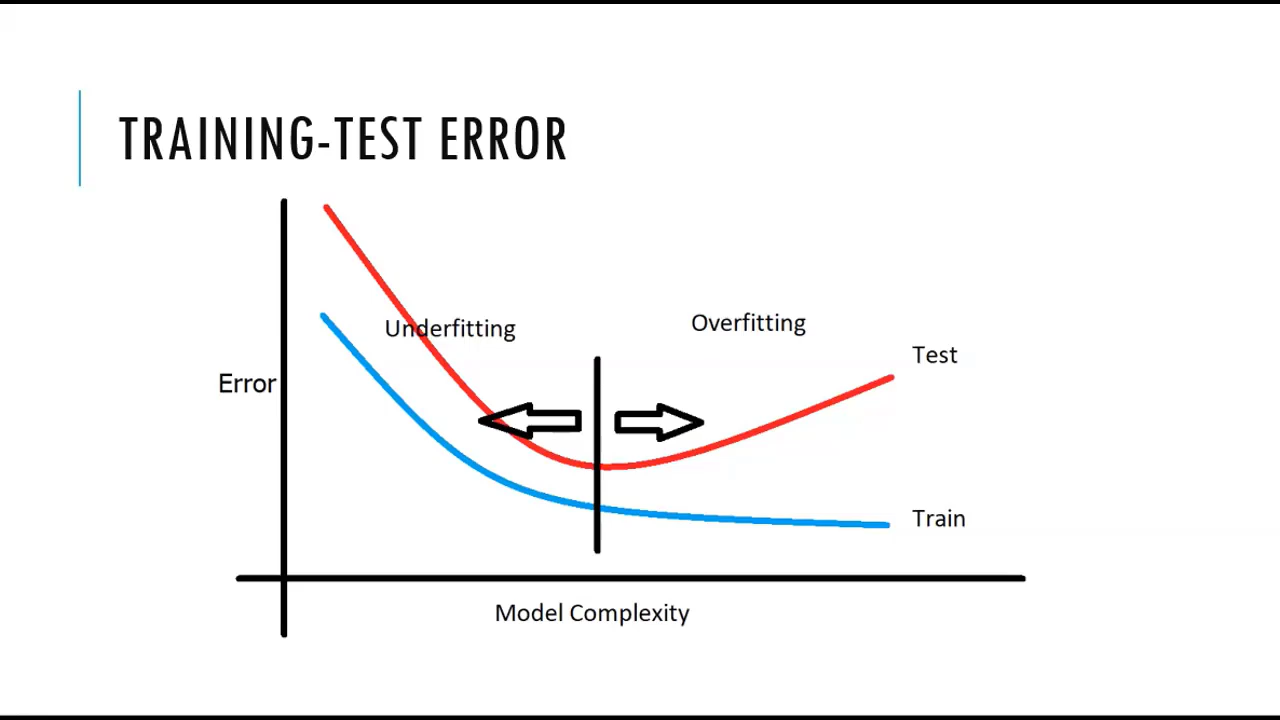 TRAINING-TEST ERROR
Underfitting
Overfitting
Test
Error
Train
Model Complexity